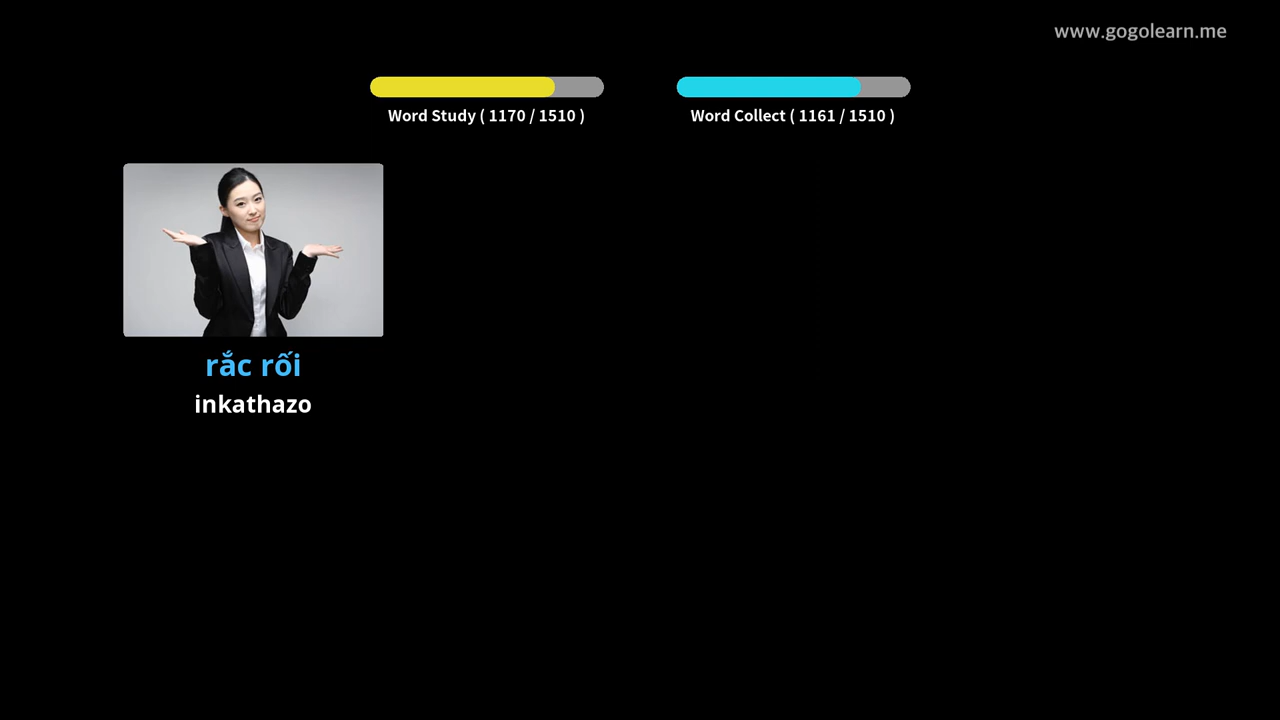 www.gogolearn.me
Word Study ( 1170 / 1510 )
Word Collect ( 1161 / 1510 )
rắc rối
inkathazo